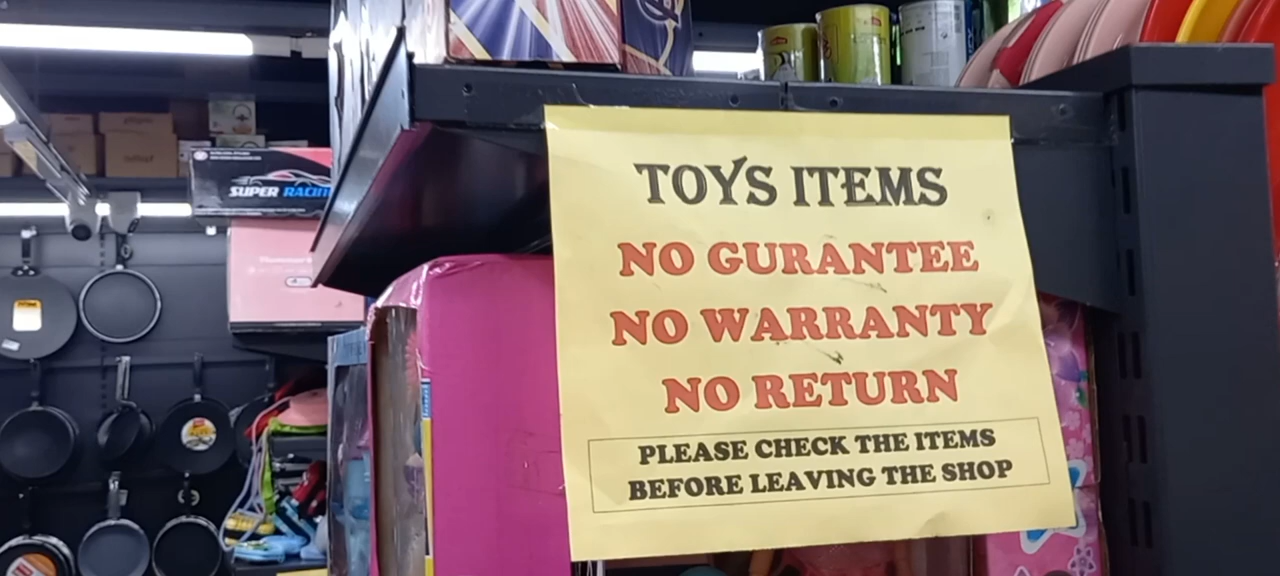 SUPER RACIN
TOYS ITEMS
NO GURANTEE
NO WARRANTY
NO RETURN
PLEASE CHECK THE ITEMS
BEFORE LEAVING THE SHOP